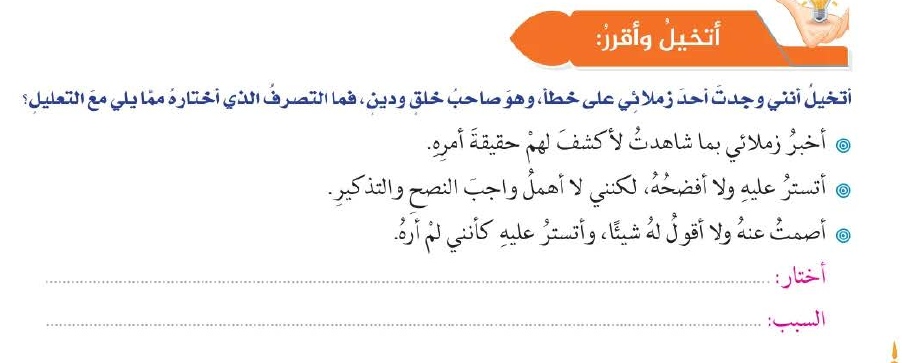 أتخيلُ وأقررُ:
أتخيلُ أنني وجدتُ أحدَ زملائي على خطأ، وهوَ صاحبُ خلقٍ ودينٍ، فما التصرفُ الذي أختارهُ ممّا يلي معَ التعليلِ؟
أخبرُ زملائي بما شاهدتُ لأكشفَ لهمْ حقيقةَ أمرِهِ.
أتسترُ عليهِ ولا أفضحُهُ، لكنني لا أهملُ واجبَ النصحِ والتذكيرِ.
أصمتُ عنهُ ولا أقولُ لهُ شيئًا، وأتسترُ عليهِ كأنني لمْ أرَهُ.
أختار: ........................................
السبب: ........................................